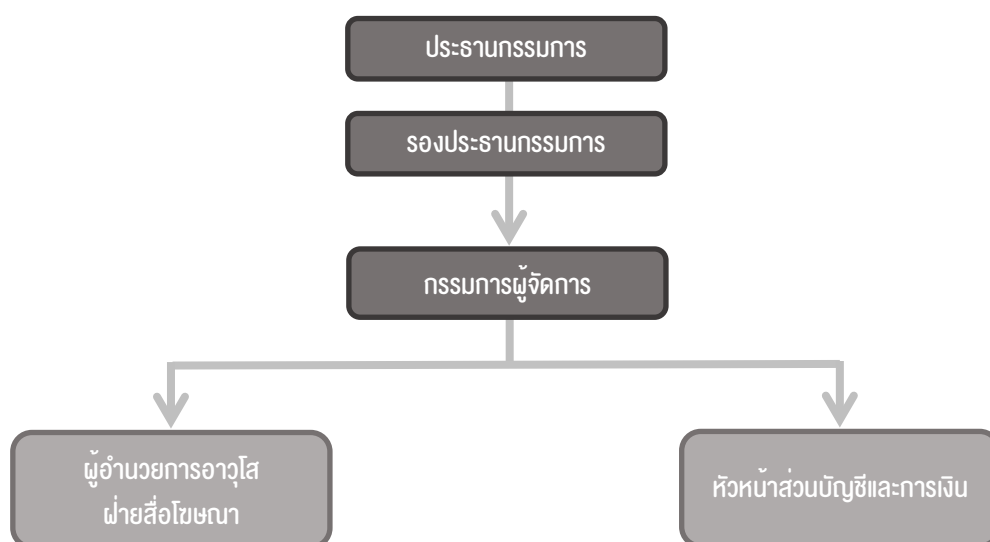 ประธานกรรมการ
รองประธานกรรมการ
กรรมการผู้จัดการ
ผู้อำนวยการอาวุโส
ฝ่ายสื่อโฆษณา
หัวหน้าส่วนบัญชีและการเงิน